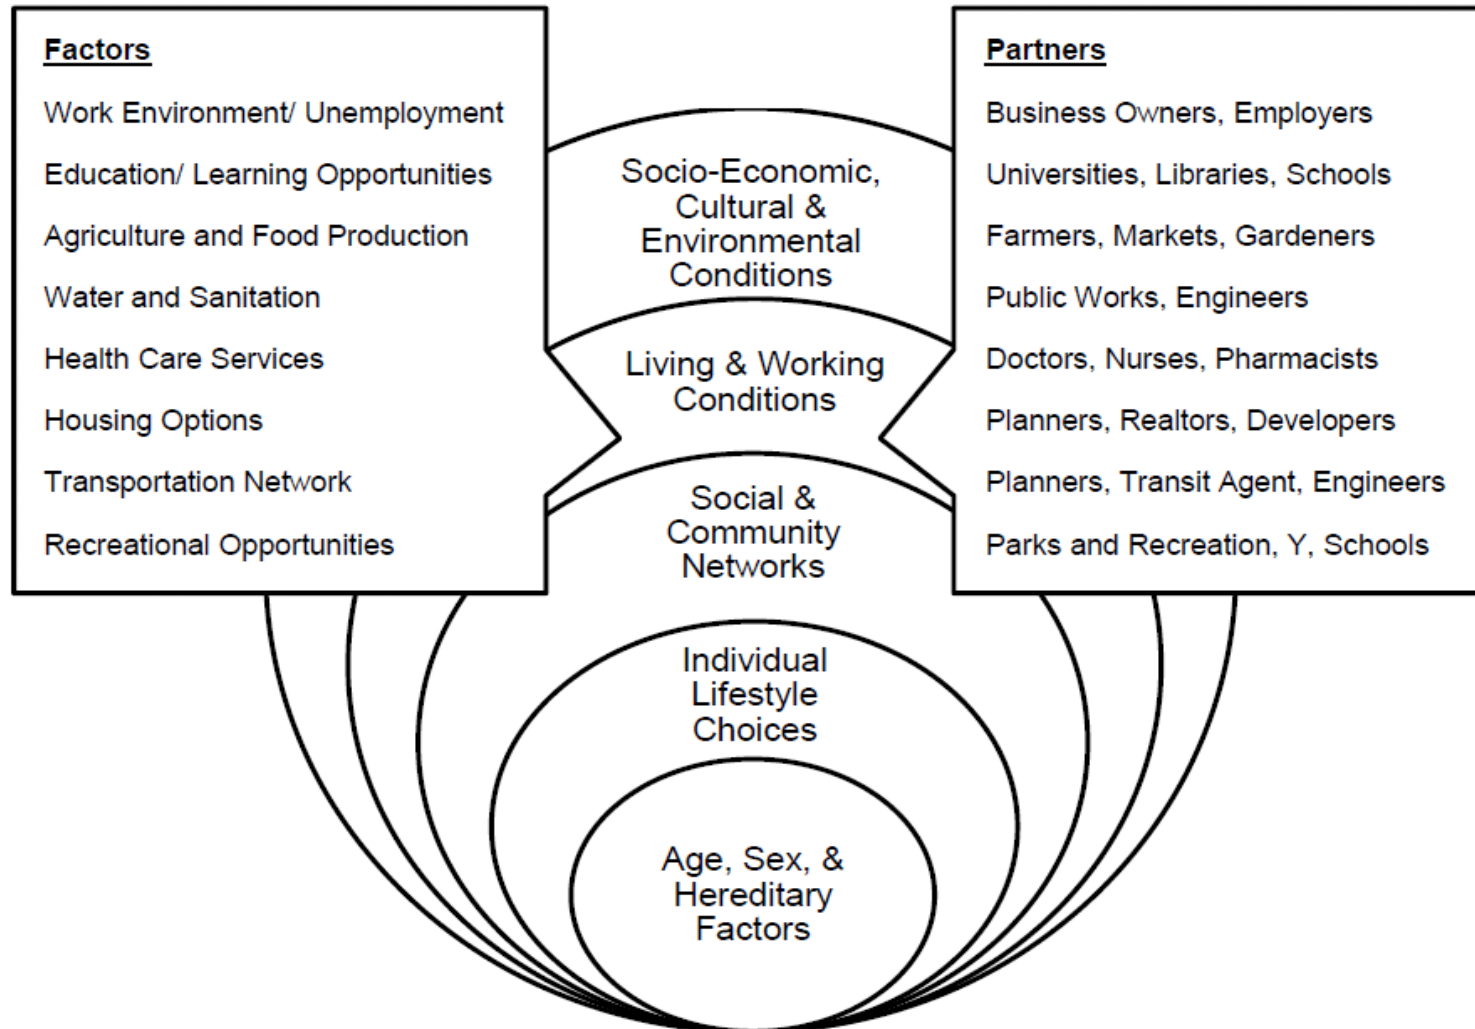 Factors
Work Environment/ Unemployment
Education/ Learning Opportunities
Agriculture and Food Production
Water and Sanitation
Health Care Services
Housing Options
Transportation Network
Recreational Opportunities
Socio-Economic,
Cultural &
Environmental
Conditions
Living & Working
Conditions
Social &
Community
Networks
Individual
Lifestyle
Choices
Age, Sex, &
Hereditary
Factors
Partners
Business Owners, Employers
Universities, Libraries, Schools
Farmers, Markets, Gardeners
Public Works, Engineers
Doctors, Nurses, Pharmacists
Planners, Realtors, Developers
Planners, Transit Agent, Engineers
Parks and Recreation, Y, Schools